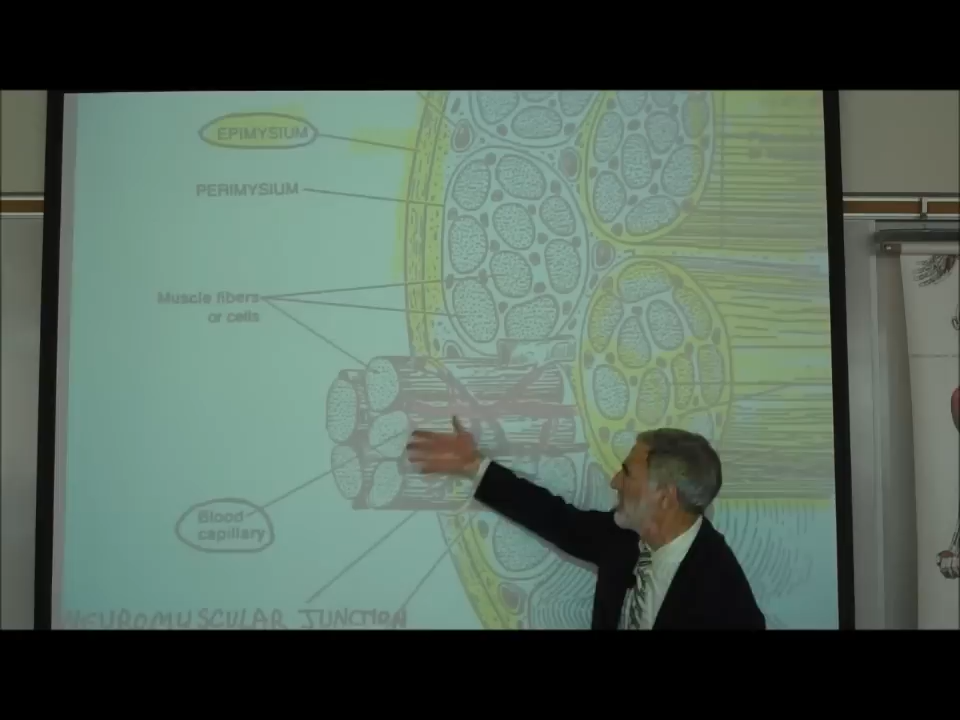 EPIMYSIUM
PERIMYSIUM
Muscle fibers
or cells
Blood
capillary
NEUROMUSCULAR JUNCTION